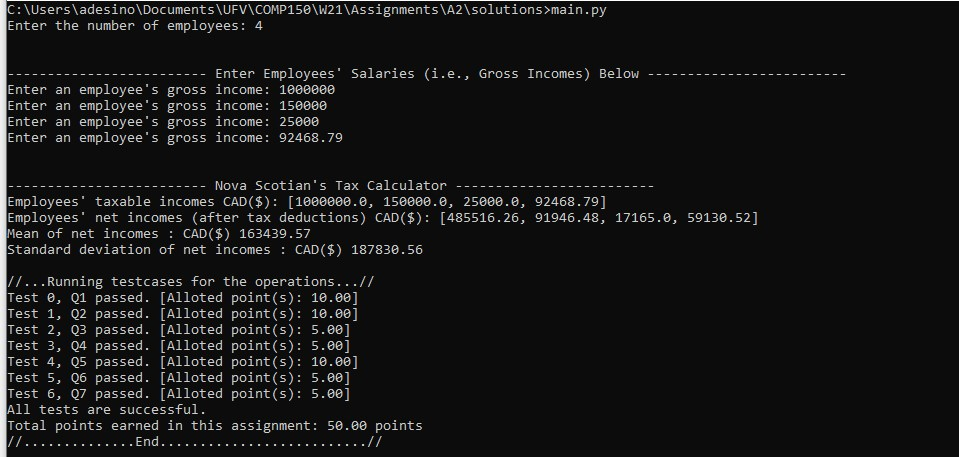 C:\Users\adesino\Documents\UFV\COMP150\W21\Assignments\A2\solutions>main.py
Enter the number of employees: 4
------------------------- Enter Employees' Salaries (i.e., Gross Incomes) Below -------------------------
Enter an employee's gross income: 1000000
Enter an employee's gross income: 150000
Enter an employee's gross income: 25000
Enter an employee's gross income: 92468.79
------------------------- Nova Scotian's Tax Calculator -------------------------
Employees' taxable incomes CAD($): [1000000.0, 150000.0, 25000.0, 92468.79]
Employees' net incomes (after tax deductions) CAD($): [485516.26, 91946.48, 17165.0, 59130.52]
Mean of net incomes : CAD($) 163439.57
Standard deviation of net incomes : CAD($) 187830.56
//...Running testcases for the operations...//
Test 0, Q1 passed. [Alloted point(s): 10.00]
Test 1, Q2 passed. [Alloted point(s): 10.00]
Test 2, Q3 passed. [Alloted point(s): 5.00]
Test 3, Q4 passed. [Alloted point(s): 5.00]
Test 4, Q5 passed. [Alloted point(s): 10.00]
Test 5, Q6 passed. [Alloted point(s): 5.00]
Test 6, Q7 passed. [Alloted point(s): 5.00]
All tests are successful.
Total points earned in this assignment: 50.00 points
//..............End..........................//